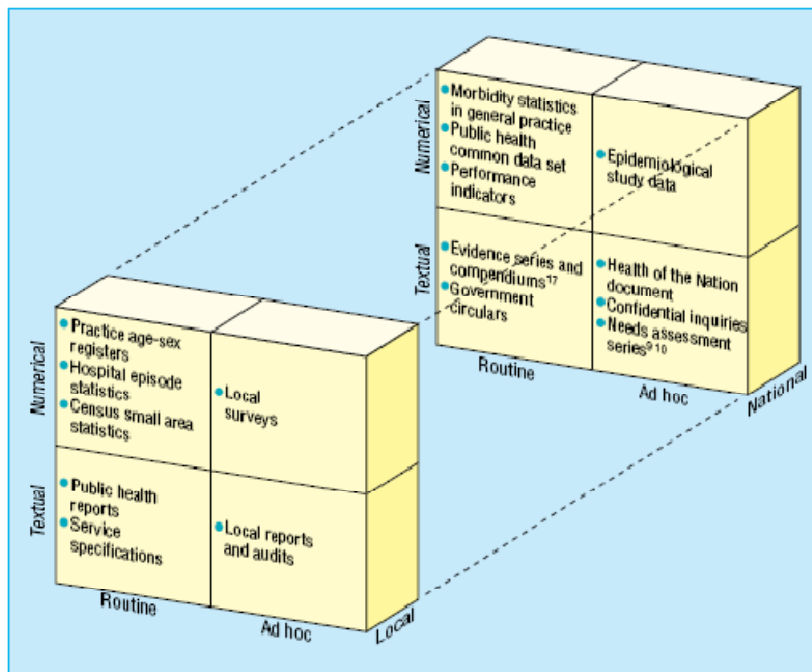 Numerical
Morbidity statistics
in general practice
Public health
common data set
Performance
indicators
Epidemiological
study data
Textual
Evidence series and
compendiums¹⁷
Government
circulars
Health of the Nation
document
Confidential inquiries
Needs assessment
series⁹ ¹⁰
Routine
Ad hoc
National
Numerical
Practice age-sex
registers
Hospital episode
statistics
Census small area
statistics
Local
surveys
Textual
Public health
reports
Service
specifications
Local reports
and audits
Routine
Ad hoc
Local